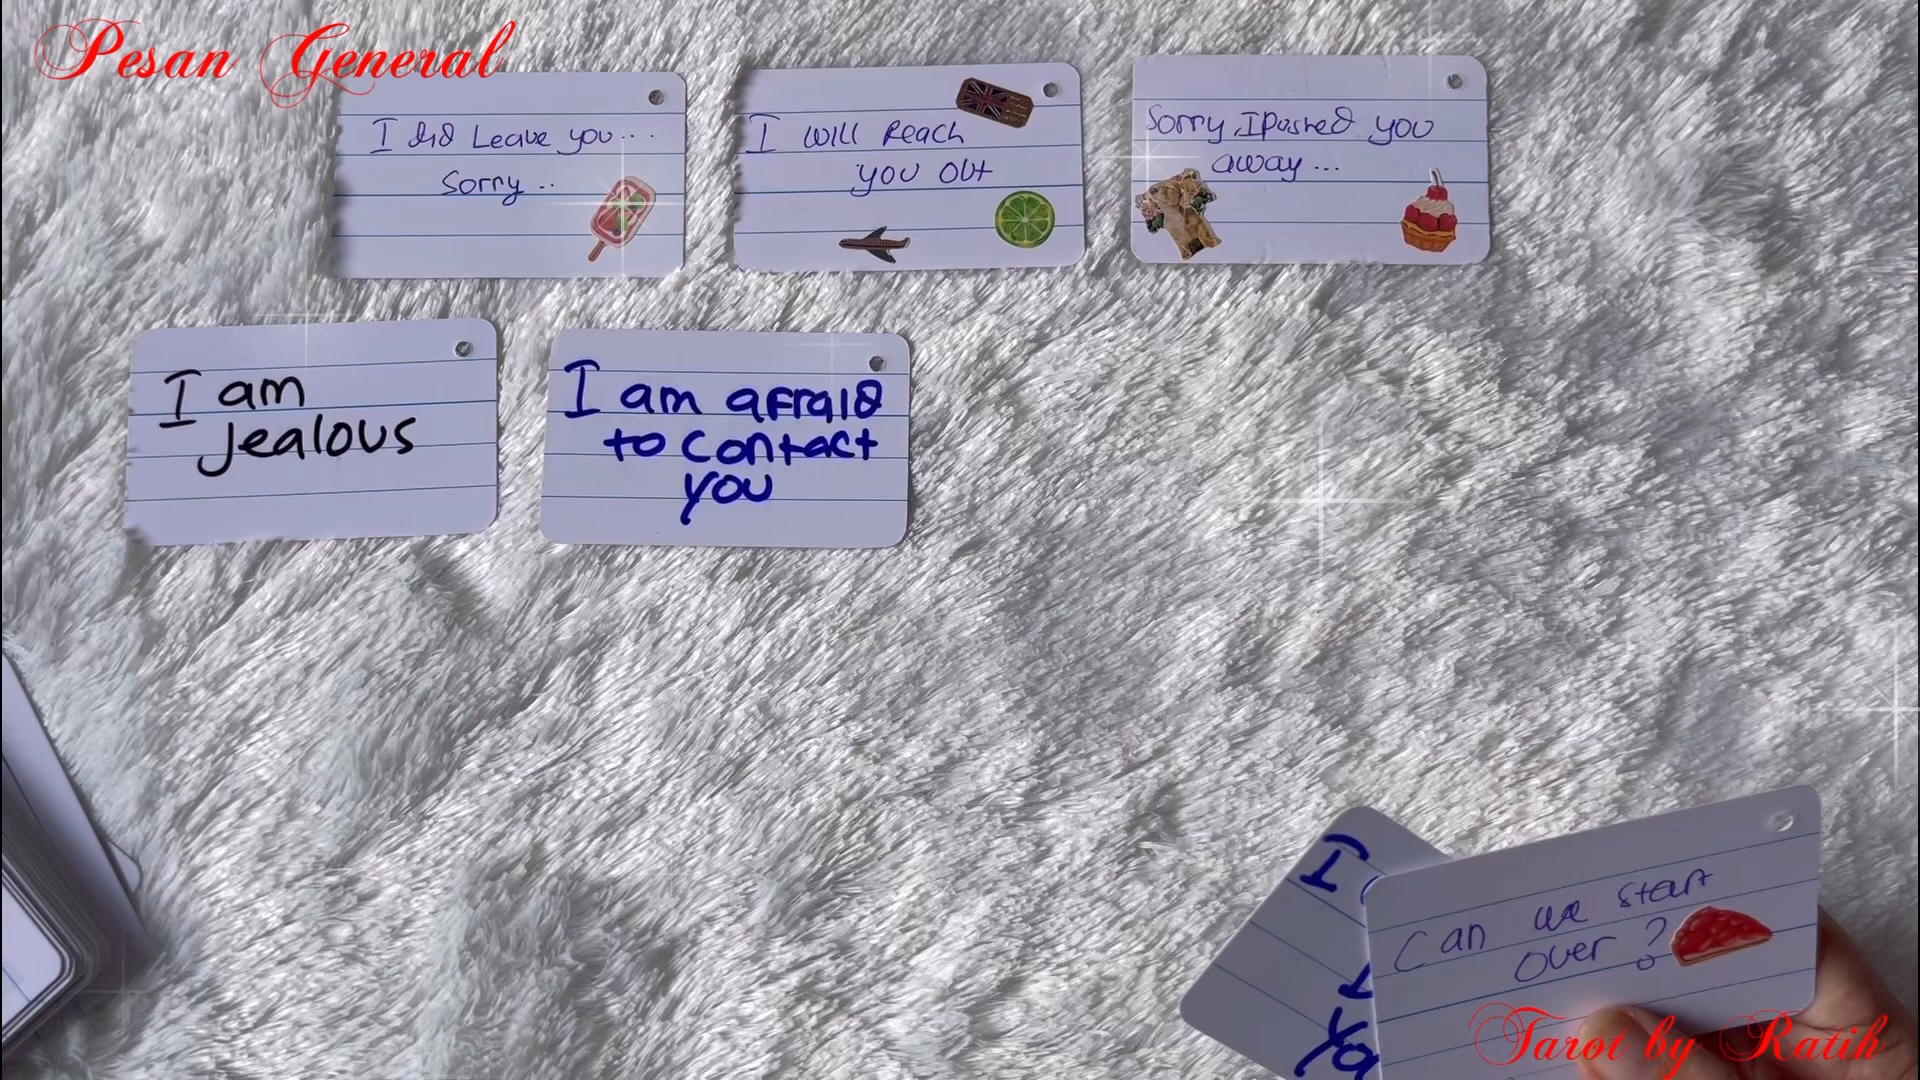 Pesan General
I did Leave you...
Sorry..
I will Reach
you out
Sorry, I Pushed you
away...
I am
jealous
I am afraid
to contact
you
I
I
Yo
Can we start
over?
Tarot by Ratih